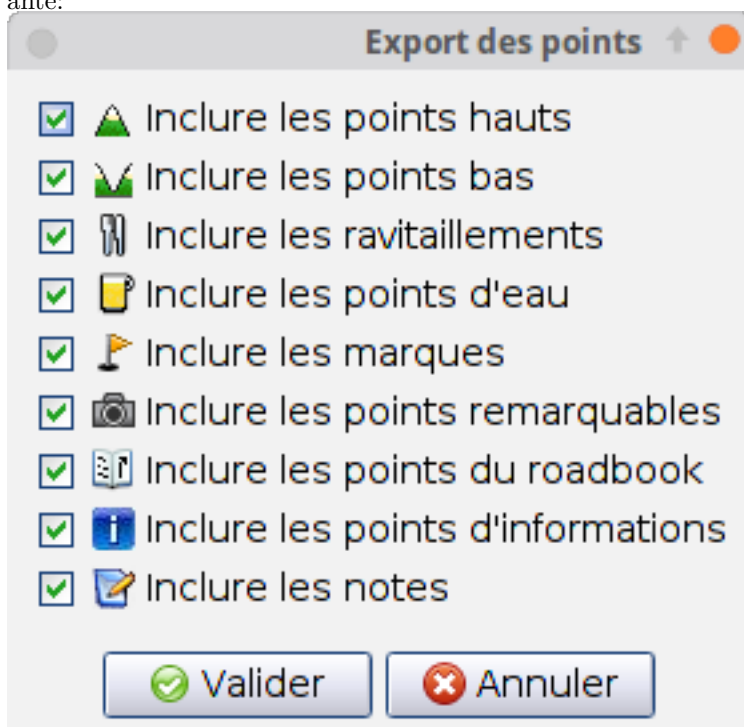 ante:
Export des points
Inclure les points hauts
Inclure les points bas
Inclure les ravitaillements
Inclure les points d'eau
Inclure les marques
Inclure les points remarquables
Inclure les points du roadbook
Inclure les points d'informations
Inclure les notes
Valider Annuler